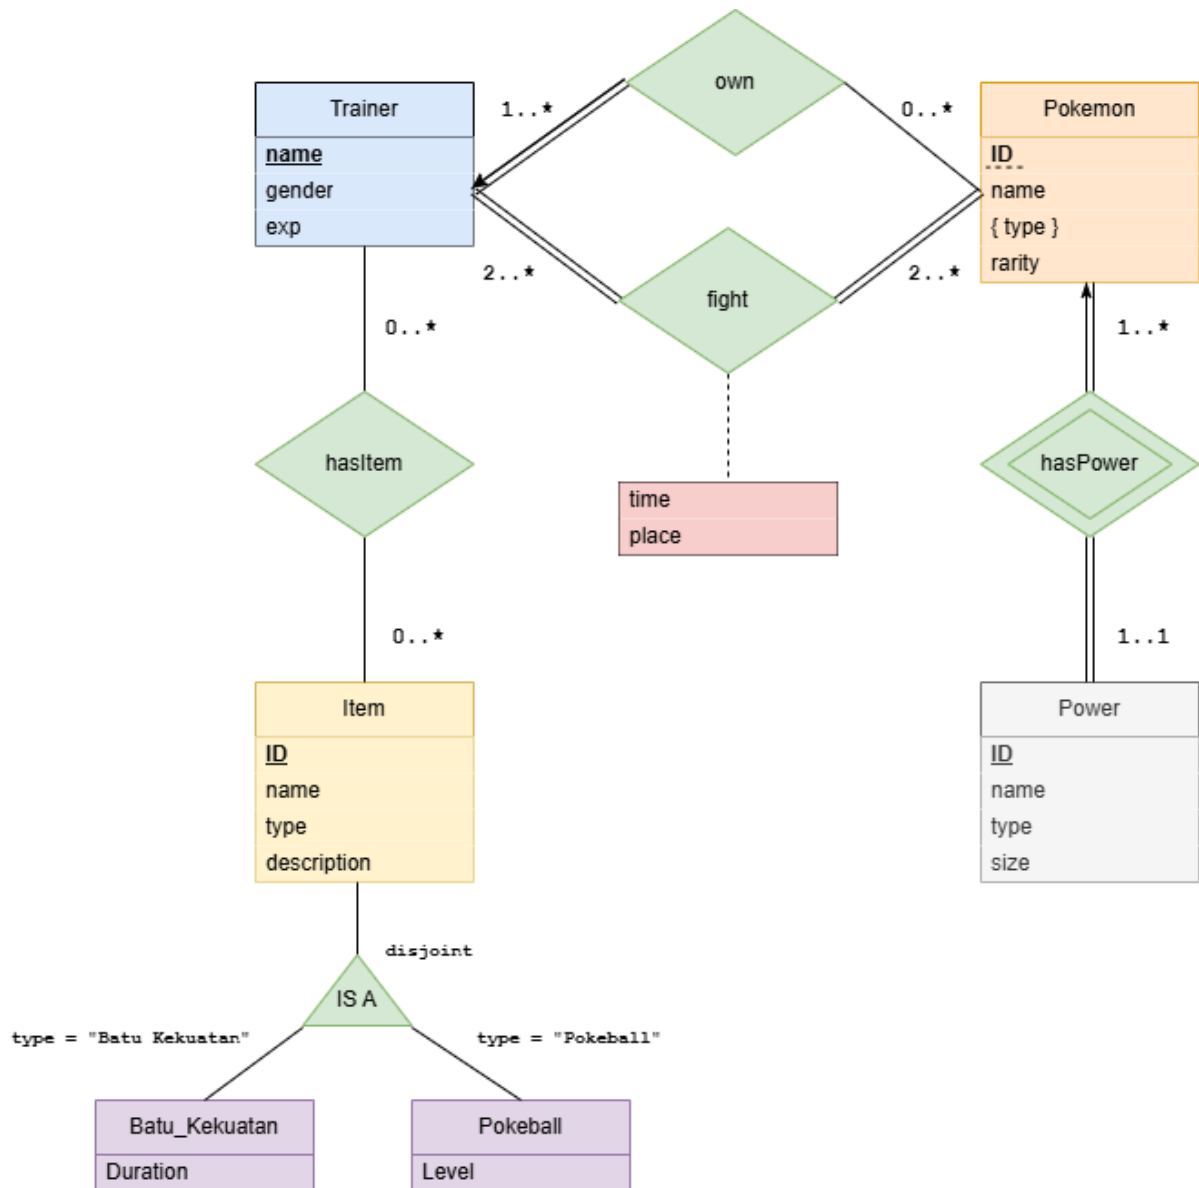 own
Trainer
1..*
0..*
Pokemon
name
gender
exp
ID
name
{ type }
rarity
2..*
fight
2..*
0..*
1..*
hasItem
hasPower
time
place
0..*
1..1
Item
ID
name
type
description
Power
ID
name
type
size
disjoint
IS A
type = "Batu Kekuatan"
type = "Pokeball"
Batu_Kekuatan
Duration
Pokeball
Level